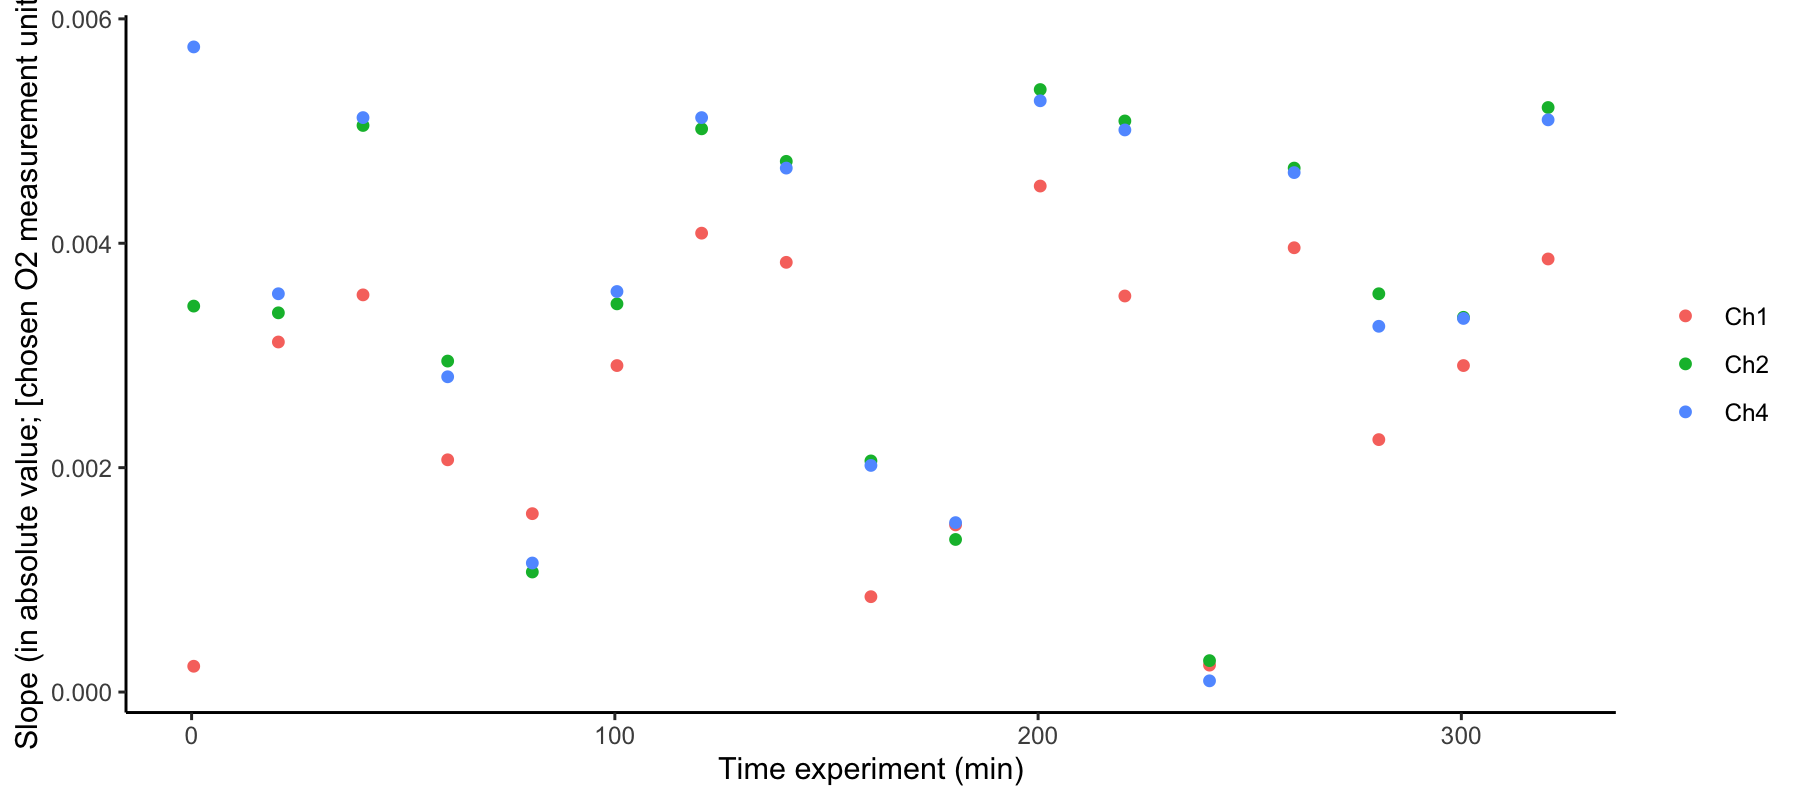 Slope (in absolute value; [chosen O2 measurement unit
0.006
0.004
0.002
0.000
0
100
200
300
Time experiment (min)
Ch1
Ch2
Ch4